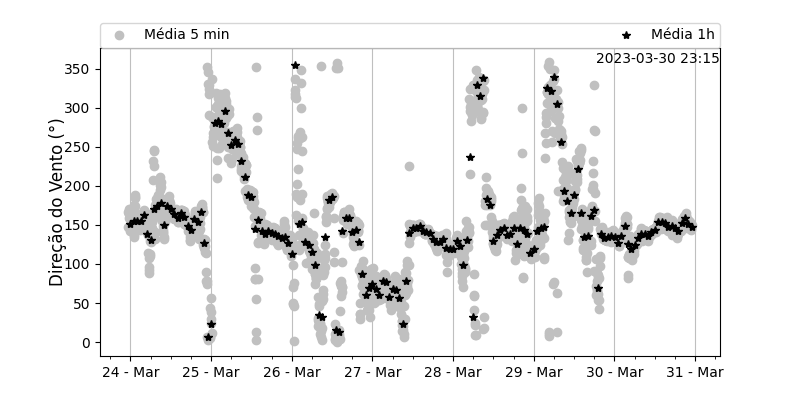 Média 5 min
Média 1h
2023-03-30 23:15
Direção do Vento (°)
350
300
250
200
150
100
50
0
24 - Mar
25 - Mar
26 - Mar
27 - Mar
28 - Mar
29 - Mar
30 - Mar
31 - Mar